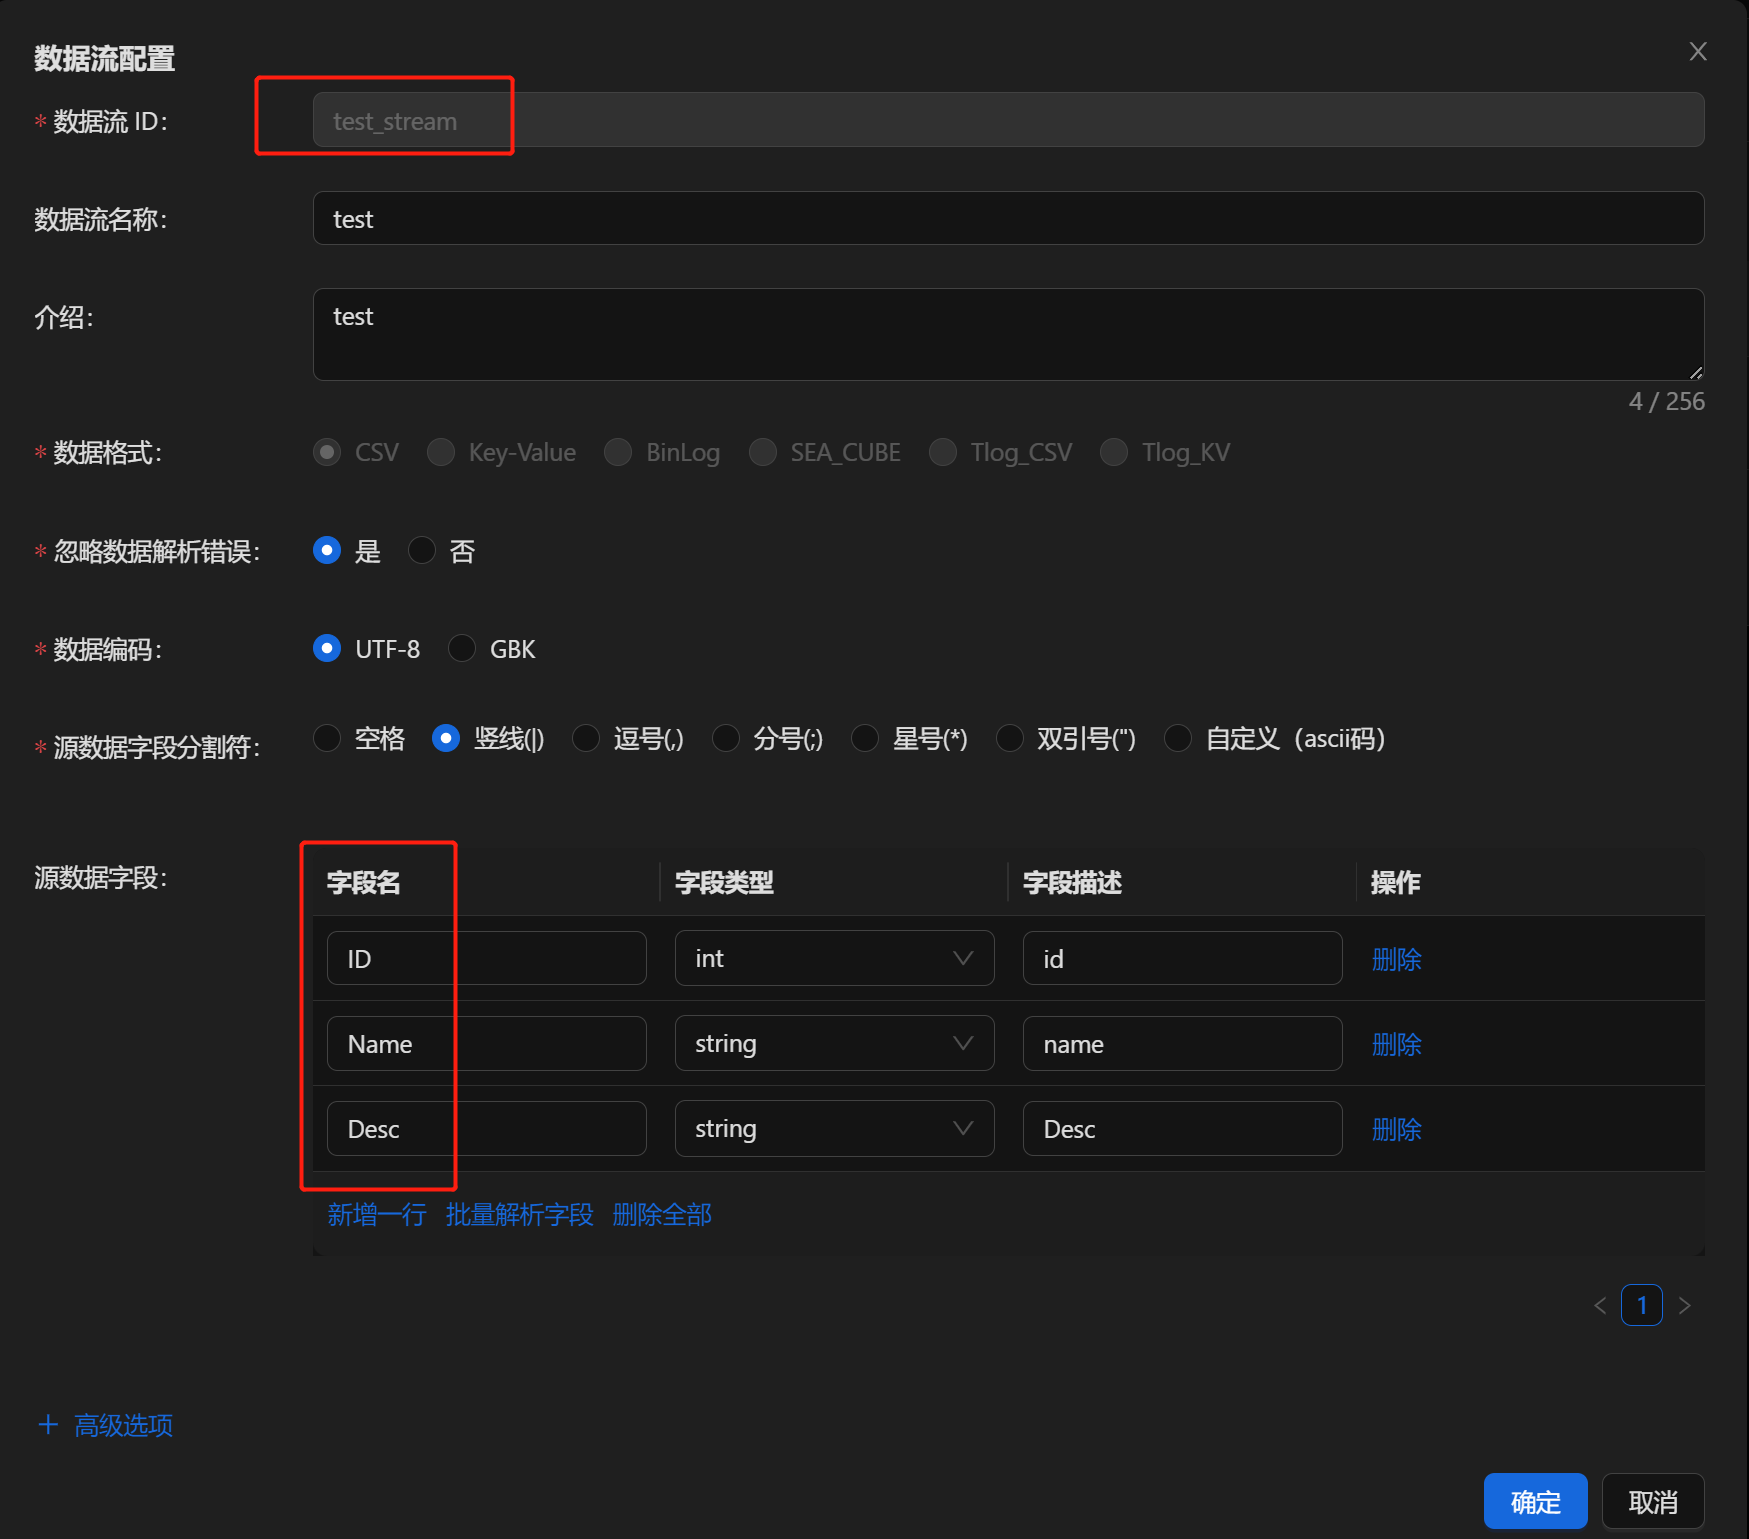 数据流配置
* 数据流 ID: test_stream
数据流名称: test
介绍: test
4 / 256
* 数据格式: CSV Key-Value BinLog SEA_CUBE Tlog_CSV Tlog_KV
* 忽略数据解析错误: 是 否
* 数据编码: UTF-8 GBK
* 源数据字段分割符: 空格 竖线(|) 逗号(,) 分号(;) 星号(*) 双引号(") 自定义（ascii码）
源数据字段: 字段名 字段类型 字段描述 操作
ID int id 删除
Name string name 删除
Desc string Desc 删除
新增一行 批量解析字段 删除全部
< 1 >
+ 高级选项
确定 取消